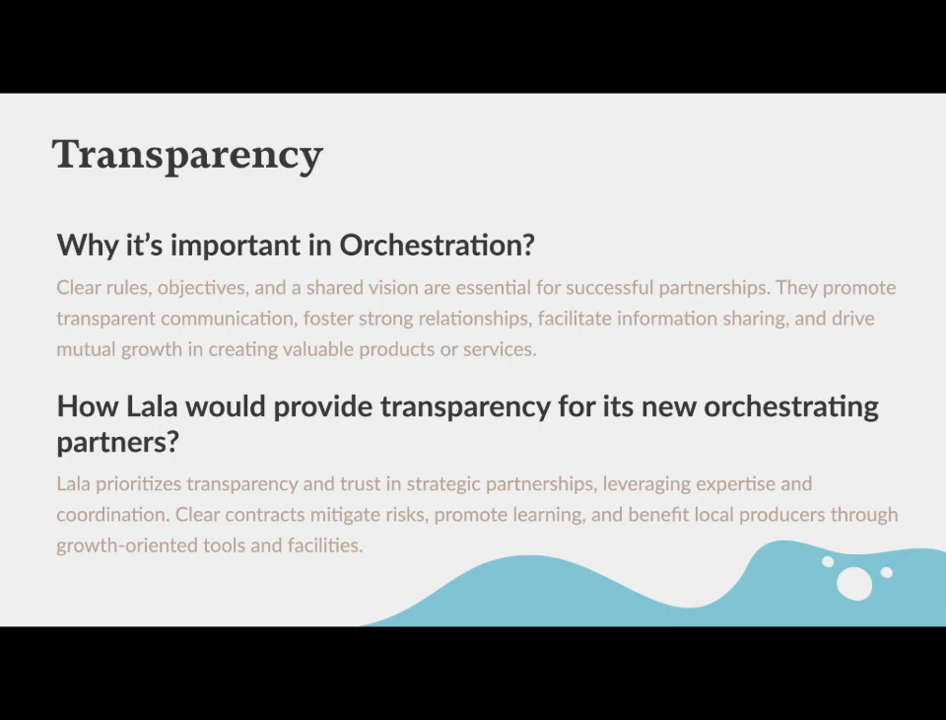 Transparency
Why it’s important in Orchestration?
Clear rules, objectives, and a shared vision are essential for successful partnerships. They promote
transparent communication, foster strong relationships, facilitate information sharing, and drive
mutual growth in creating valuable products or services.
How Lala would provide transparency for its new orchestrating
partners?
Lala prioritizes transparency and trust in strategic partnerships, leveraging expertise and
coordination. Clear contracts mitigate risks, promote learning, and benefit local producers through
growth-oriented tools and facilities.